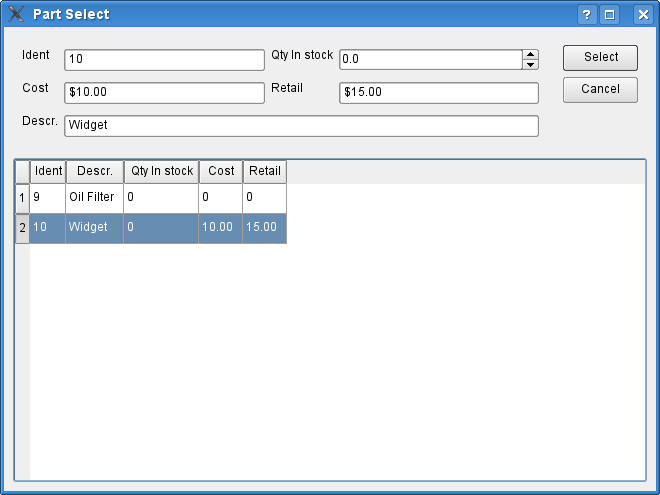 Part Select
Ident 10 Qty In stock 0.0 Select
Cost $10.00 Retail $15.00 Cancel
Descr. Widget
Ident Descr. Qty In stock Cost Retail
1 9 Oil Filter 0 0 0
2 10 Widget 0 10.00 15.00